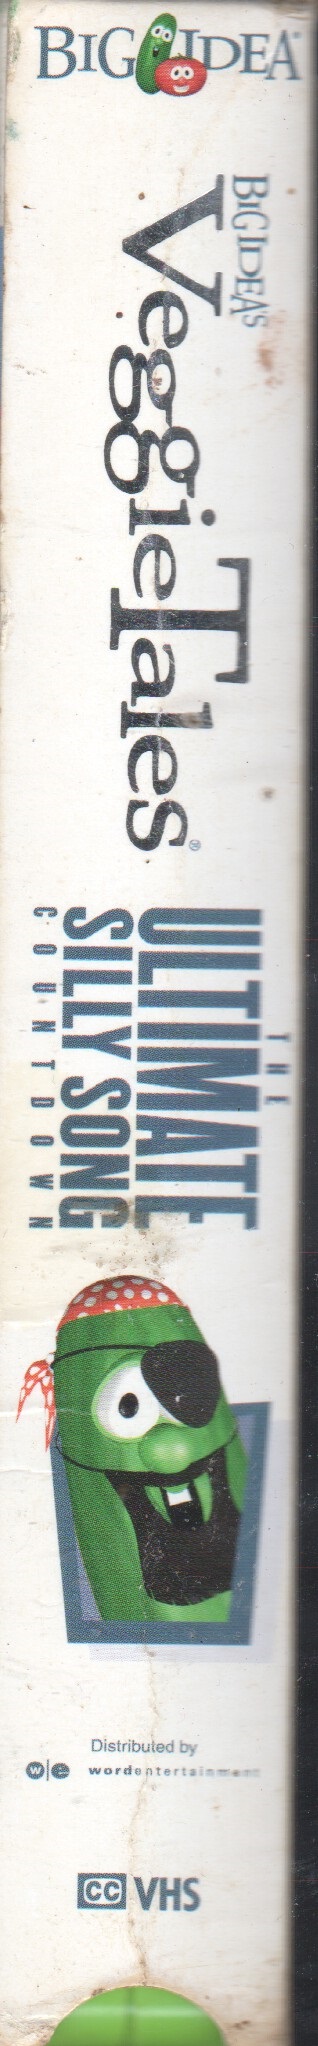 BIG IDEA®
BIG IDEA'S
VeggieTales®
THE
ULTIMATE
SILLY SONG
COUNTDOWN
Distributed by
w|e wordentertainment
CC VHS